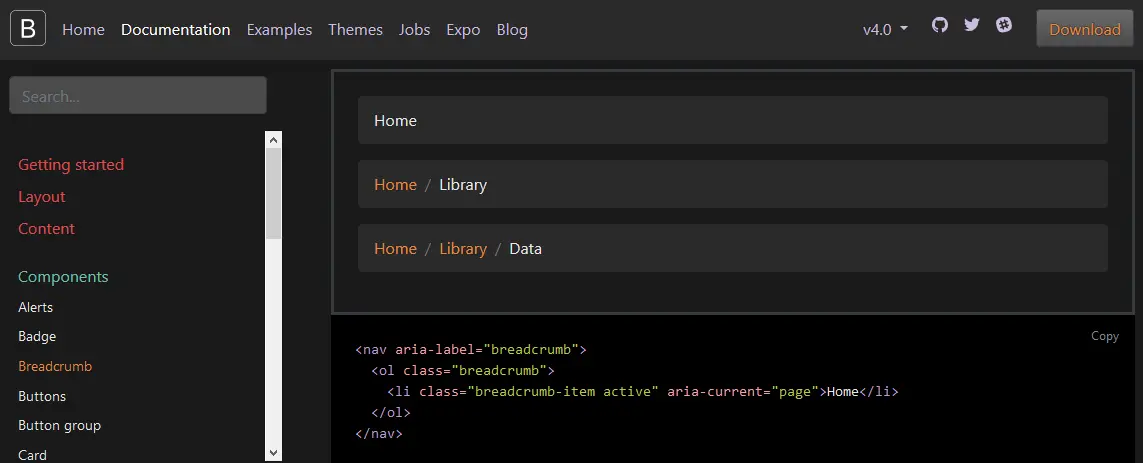 B Home Documentation Examples Themes Jobs Expo Blog v4.0 Download
Search...
Getting started
Layout
Content
Components
Alerts
Badge
Breadcrumb
Buttons
Button group
Card
Home
Home / Library
Home / Library / Data
Copy
<nav aria-label="breadcrumb">
  <ol class="breadcrumb">
    <li class="breadcrumb-item active" aria-current="page">Home</li>
  </ol>
</nav>